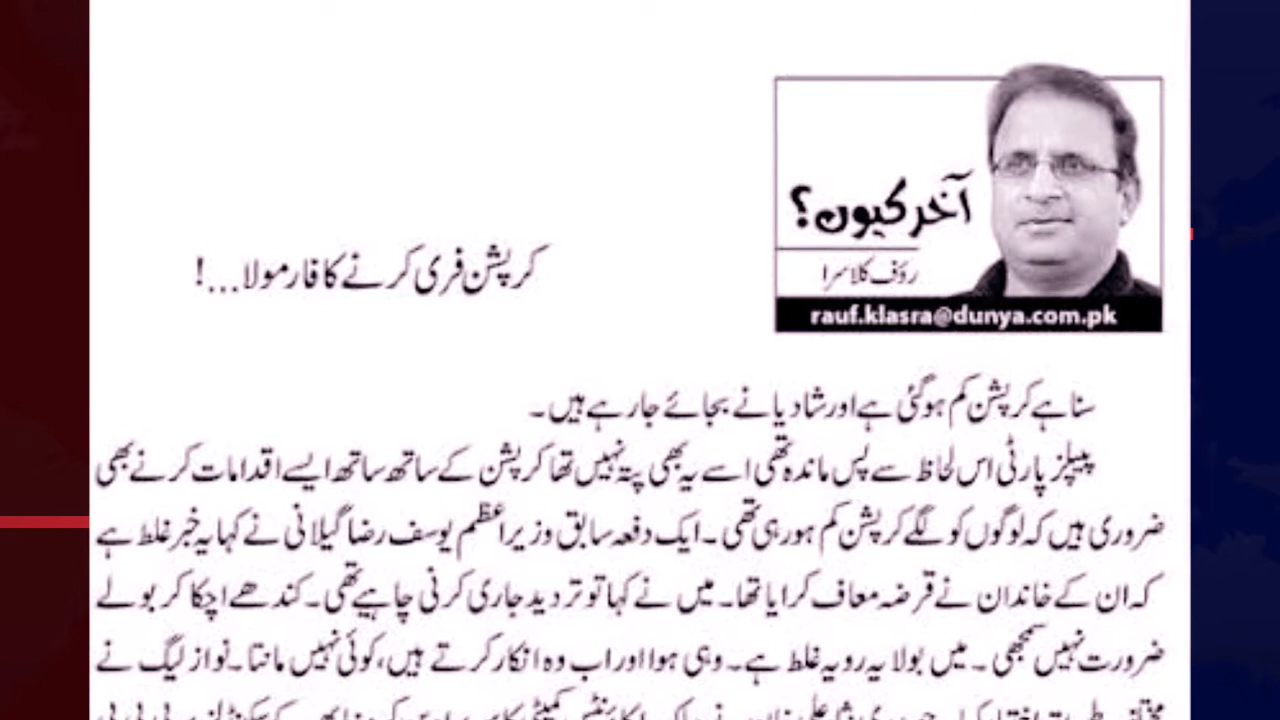 آخر کیوں؟
رؤف کلاسرا
rauf.klasra@dunya.com.pk
کرپشن فری کرنے کا فارمولا...!
سنا ہے کرپشن کم ہوگئی ہے اور شادیانے بجائے جارہے ہیں۔
پیپلز پارٹی اس لحاظ سے پس ماندہ تھی اسے یہ بھی پتہ نہیں تھا کرپشن کے ساتھ ساتھ ایسے اقدامات کرنے بھی
ضروری ہیں کہ لوگوں کو لگے کرپشن کم ہورہی تھی۔ ایک دفعہ سابق وزیراعظم یوسف رضا گیلانی نے کہا یہ خبر غلط ہے
کہ ان کے خاندان نے قرضہ معاف کرایا تھا۔ میں نے کہا تو تردید جاری کرنی چاہیے تھی۔ کندھے اچکا کر بولے
ضرورت نہیں سمجھی۔ میں بولا یہ رویہ غلط ہے۔ وہی ہوا اور اب وہ انکار کرتے ہیں، کوئی نہیں مانتا۔ نواز لیگ نے